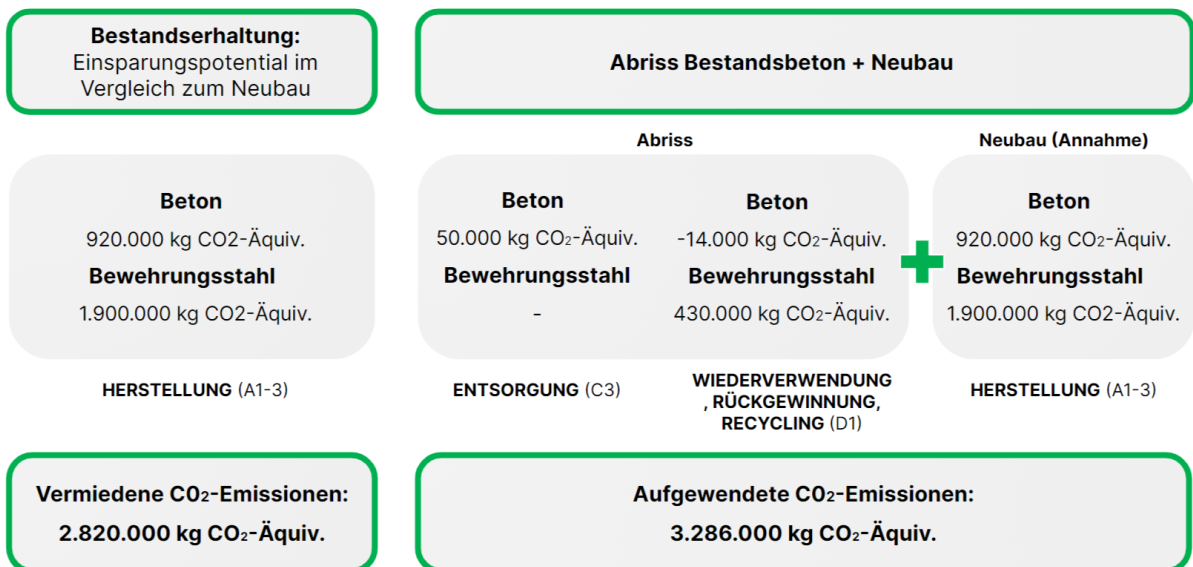 Bestandserhaltung:
Einsparungspotential im
Vergleich zum Neubau
Abriss Bestandsbeton + Neubau
Abriss
Neubau (Annahme)
Beton
920.000 kg CO2-Äquiv.
Bewehrungsstahl
1.900.000 kg CO2-Äquiv.
HERSTELLUNG (A1-3)
Beton
50.000 kg CO₂-Äquiv.
Bewehrungsstahl
-
ENTSORGUNG (C3)
Beton
-14.000 kg CO₂-Äquiv.
Bewehrungsstahl
430.000 kg CO₂-Äquiv.
WIEDERVERWENDUNG
, RÜCKGEWINNUNG,
RECYCLING (D1)
Beton
920.000 kg CO₂-Äquiv.
Bewehrungsstahl
1.900.000 kg CO2-Äquiv.
HERSTELLUNG (A1-3)
Vermiedene C0₂-Emissionen:
2.820.000 kg CO₂-Äquiv.
Aufgewendete C0₂-Emissionen:
3.286.000 kg CO₂-Äquiv.